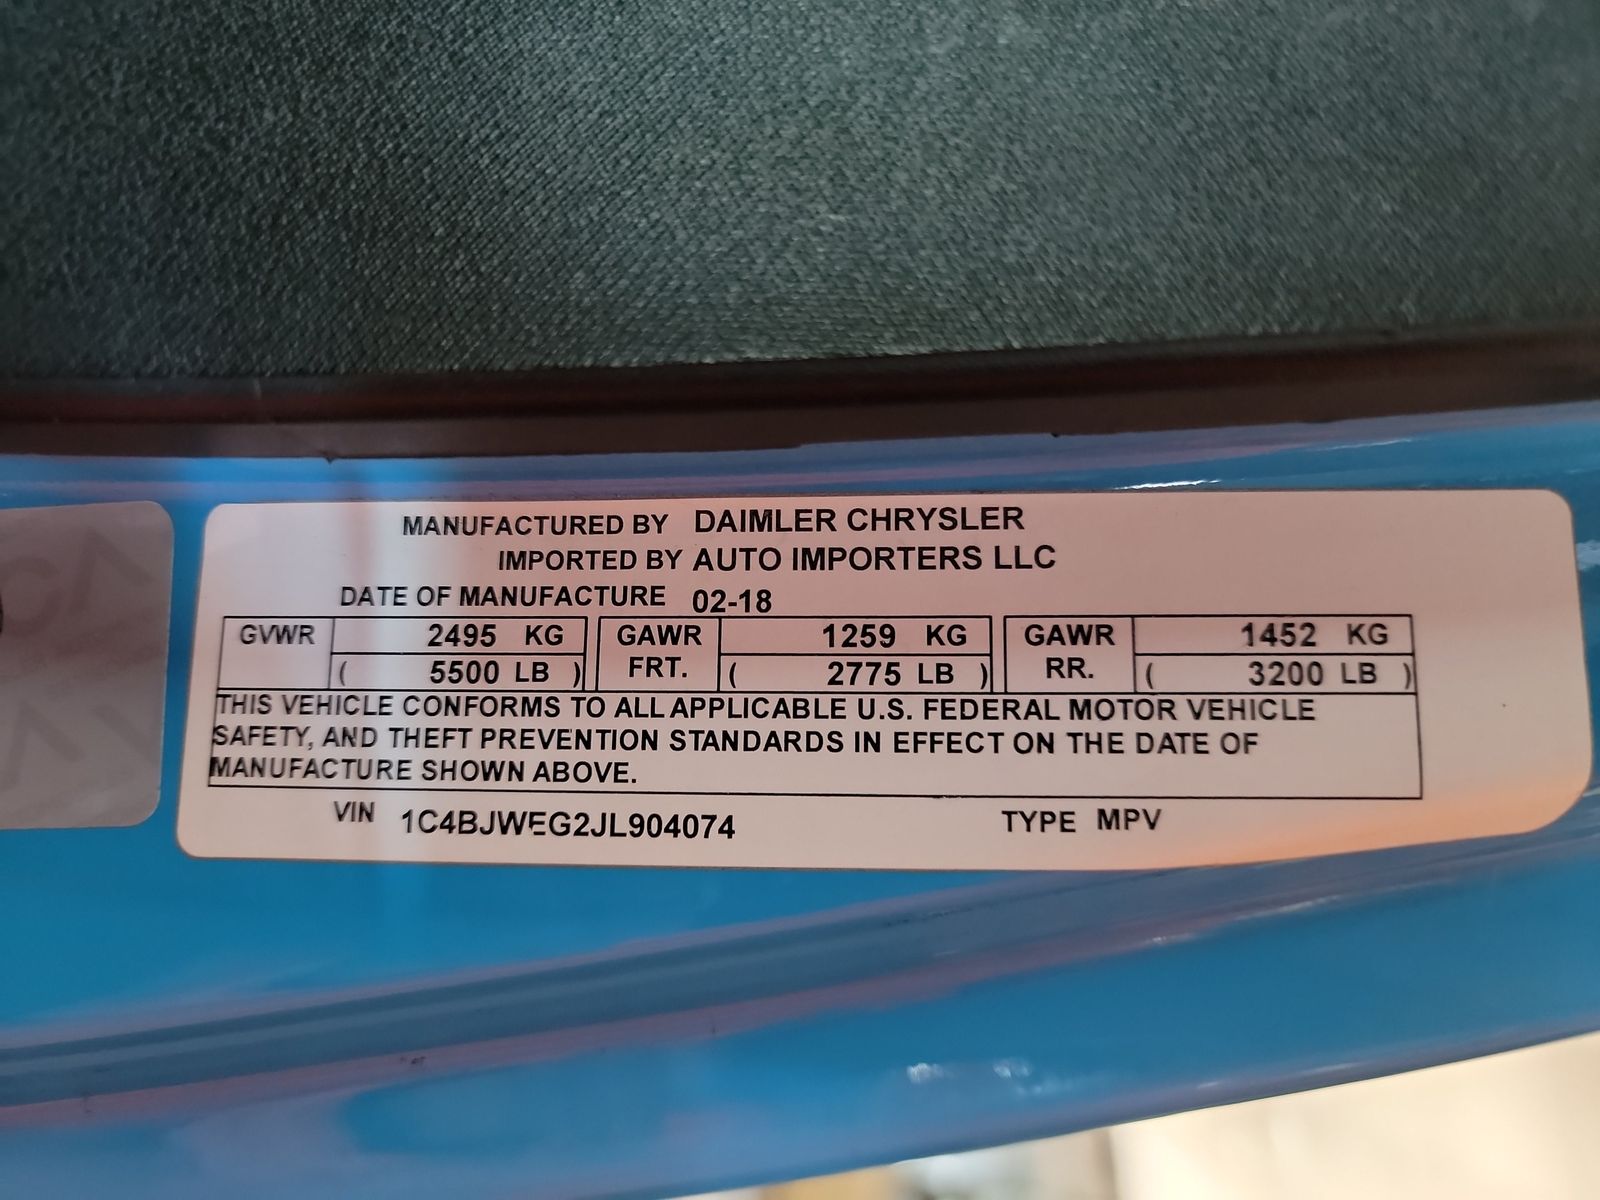 MANUFACTURED BY DAIMLER CHRYSLER
IMPORTED BY AUTO IMPORTERS LLC
DATE OF MANUFACTURE 02-18
GVWR 2495 KG GAWR 1259 KG GAWR 1452 KG
( 5500 LB ) FRT. ( 2775 LB ) RR. ( 3200 LB )
THIS VEHICLE CONFORMS TO ALL APPLICABLE U.S. FEDERAL MOTOR VEHICLE
SAFETY, AND THEFT PREVENTION STANDARDS IN EFFECT ON THE DATE OF
MANUFACTURE SHOWN ABOVE.
VIN 1C4BJWEG2JL904074 TYPE MPV